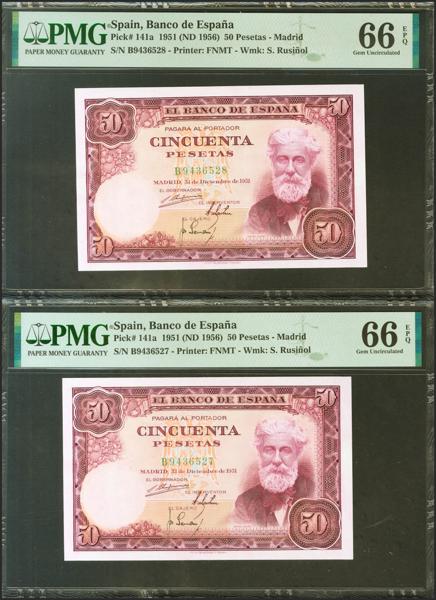 PMG
PAPER MONEY GUARANTY
Spain, Banco de España
Pick# 141a 1951 (ND 1956) 50 Pesetas - Madrid
S/N B9436528 - Printer: FNMT - Wmk: S. Rusiñol
66 EPQ
Gem Uncirculated
50 50
EL BANCO DE ESPAÑA
PAGARA AL PORTADOR
CINCUENTA
PESETAS
B9436528
MADRID, 31 de Diciembre de 1951
EL GOBERNADOR
EL INTERVENTOR
EL CAJERO
50 50
PMG
PAPER MONEY GUARANTY
Spain, Banco de España
Pick# 141a 1951 (ND 1956) 50 Pesetas - Madrid
S/N B9436527 - Printer: FNMT - Wmk: S. Rusiñol
66 EPQ
Gem Uncirculated
50 50
EL BANCO DE ESPAÑA
PAGARA AL PORTADOR
CINCUENTA
PESETAS
B9436527
MADRID, 31 de Diciembre de 1951
EL GOBERNADOR
EL INTERVENTOR
EL CAJERO
50 50